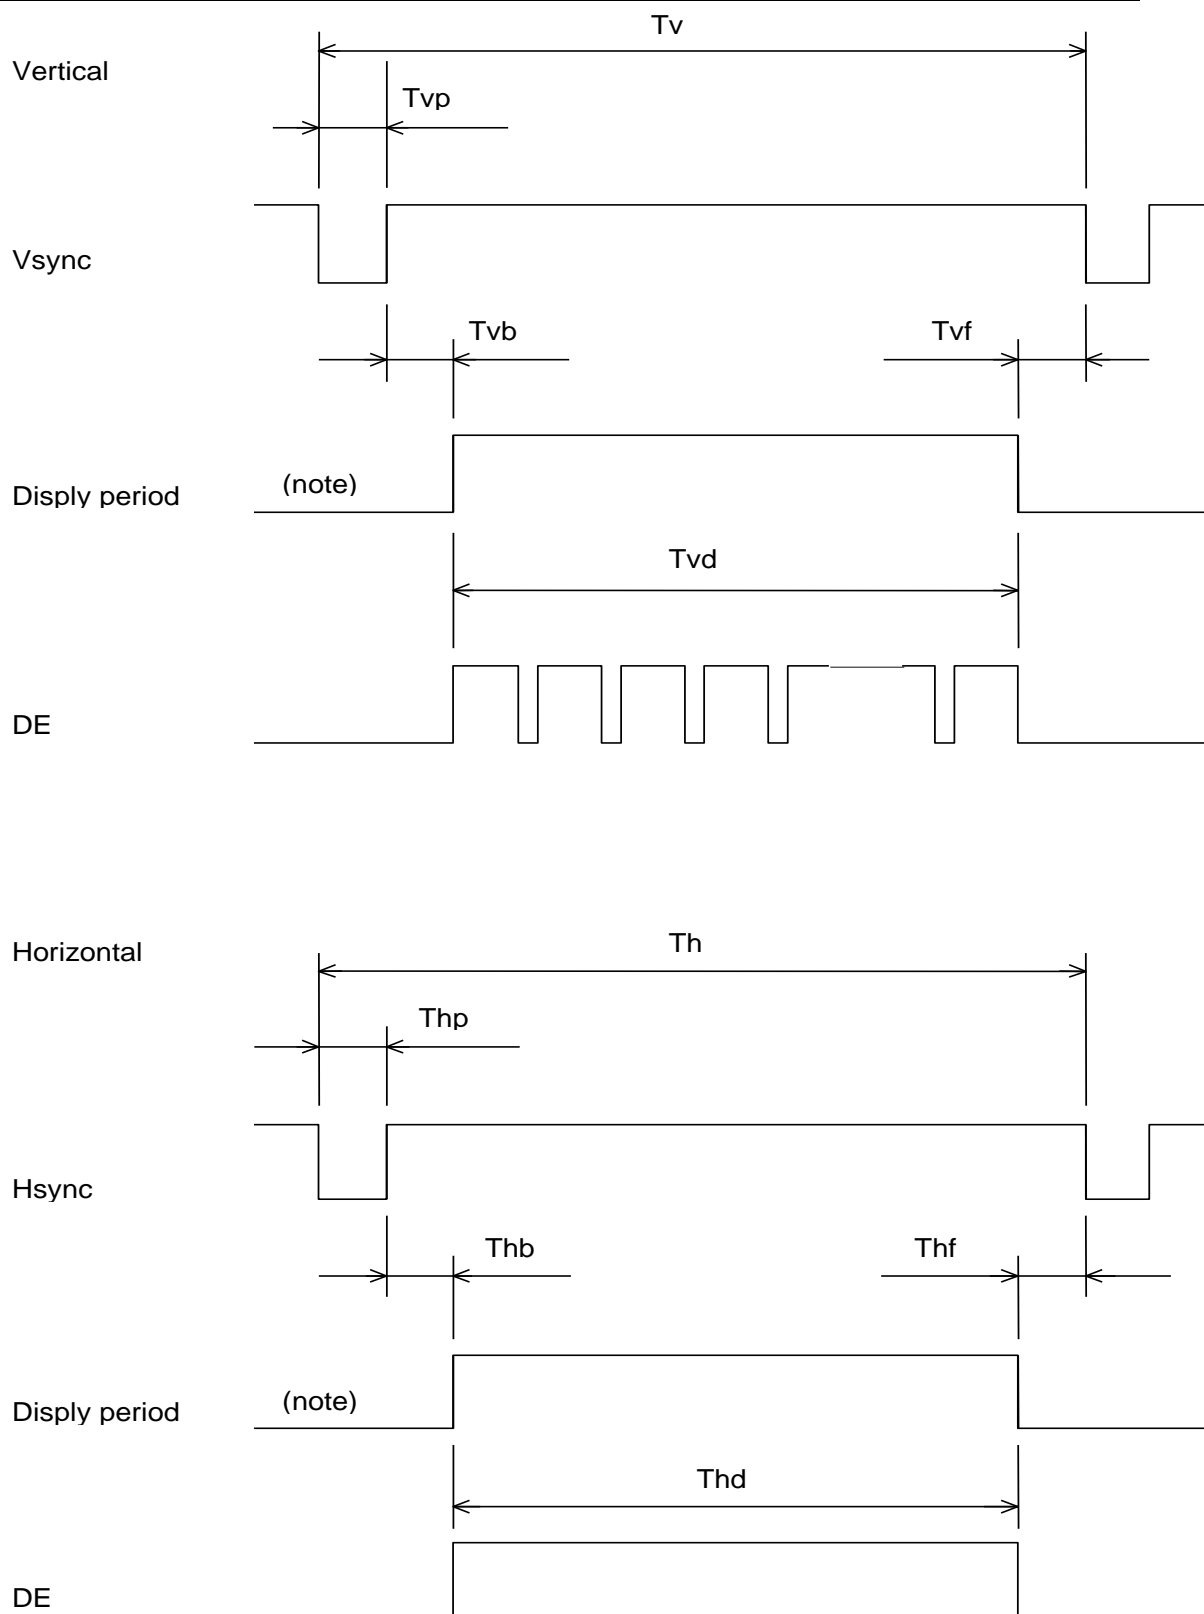 Tv
Vertical
Tvp
Vsync
Tvb
Tvf
Disply period
(note)
Tvd
DE
Horizontal
Th
Thp
Hsync
Thb
Thf
Disply period
(note)
Thd
DE